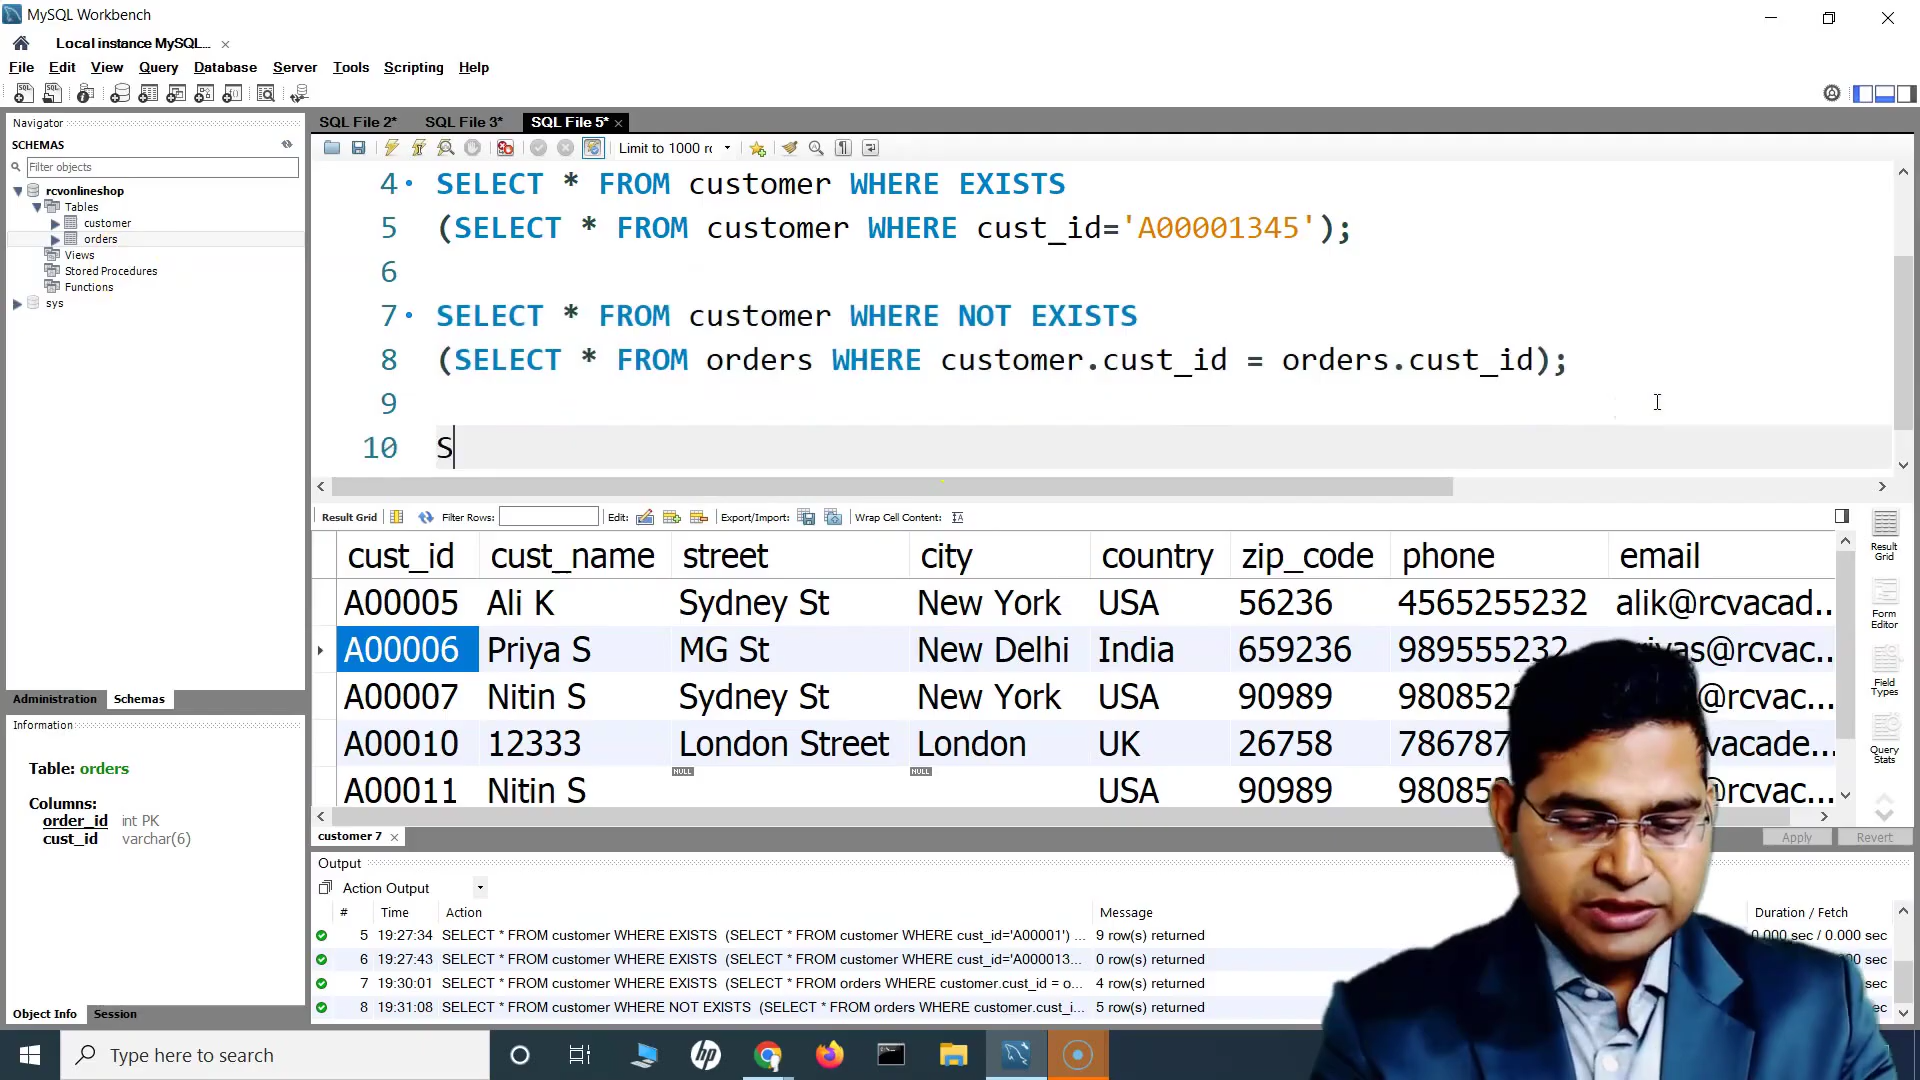 MySQL Workbench
Local instance MySQL...
File Edit View Query Database Server Tools Scripting Help
Navigator
SCHEMAS
Filter objects
rcvonlineshop
Tables
customer
orders
Views
Stored Procedures
Functions
sys
Administration Schemas
Information
Table: orders
Columns:
order_id int PK
cust_id varchar(6)
Object Info Session
SQL File 2* SQL File 3* SQL File 5*
Limit to 1000 rc
4 SELECT * FROM customer WHERE EXISTS
5 (SELECT * FROM customer WHERE cust_id='A00001345');
6
7 SELECT * FROM customer WHERE NOT EXISTS
8 (SELECT * FROM orders WHERE customer.cust_id = orders.cust_id);
9
10 S
Result Grid Filter Rows: Edit: Export/Import: Wrap Cell Content:
cust_id cust_name street city country zip_code phone email
A00005 Ali K Sydney St New York USA 56236 4565255232 alik@rcvacad...
A00006 Priya S MG St New Delhi India 659236 989555232
A00007 Nitin S Sydney St New York USA 90989
A00010 12333 London Street London UK 26758
NULL NULL
A00011 Nitin S USA 90989
Result Grid
Form Editor
Field Types
Query Stats
customer 7
Apply Revert
Output
Action Output
# Time Action Message Duration / Fetch
5 19:27:34 SELECT * FROM customer WHERE EXISTS (SELECT * FROM customer WHERE cust_id='A00001') ... 9 row(s) returned 0.000 sec / 0.000 sec
6 19:27:43 SELECT * FROM customer WHERE EXISTS (SELECT * FROM customer WHERE cust_id='A000013... 0 row(s) returned
7 19:30:01 SELECT * FROM customer WHERE EXISTS (SELECT * FROM orders WHERE customer.cust_id = o... 4 row(s) returned
8 19:31:08 SELECT * FROM customer WHERE NOT EXISTS (SELECT * FROM orders WHERE customer.cust_i... 5 row(s) returned
Type here to search